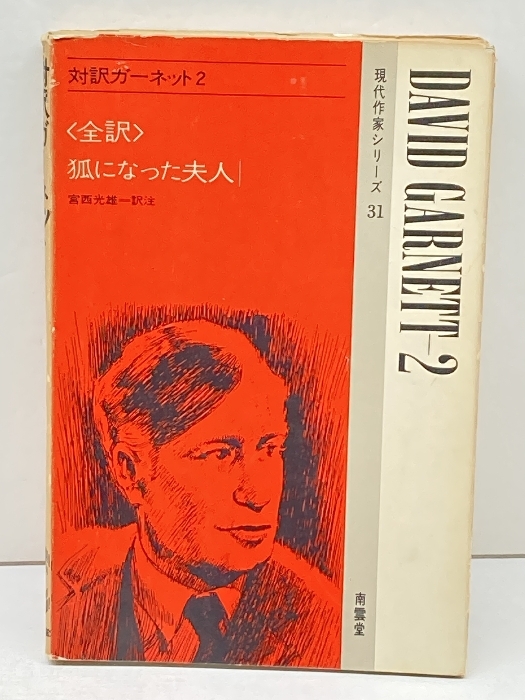 対訳ガーネット2
〈全訳〉
狐になった夫人
宮西光雄＝訳注
現代作家シリーズ 31
南雲堂
DAVID GARNETT-2